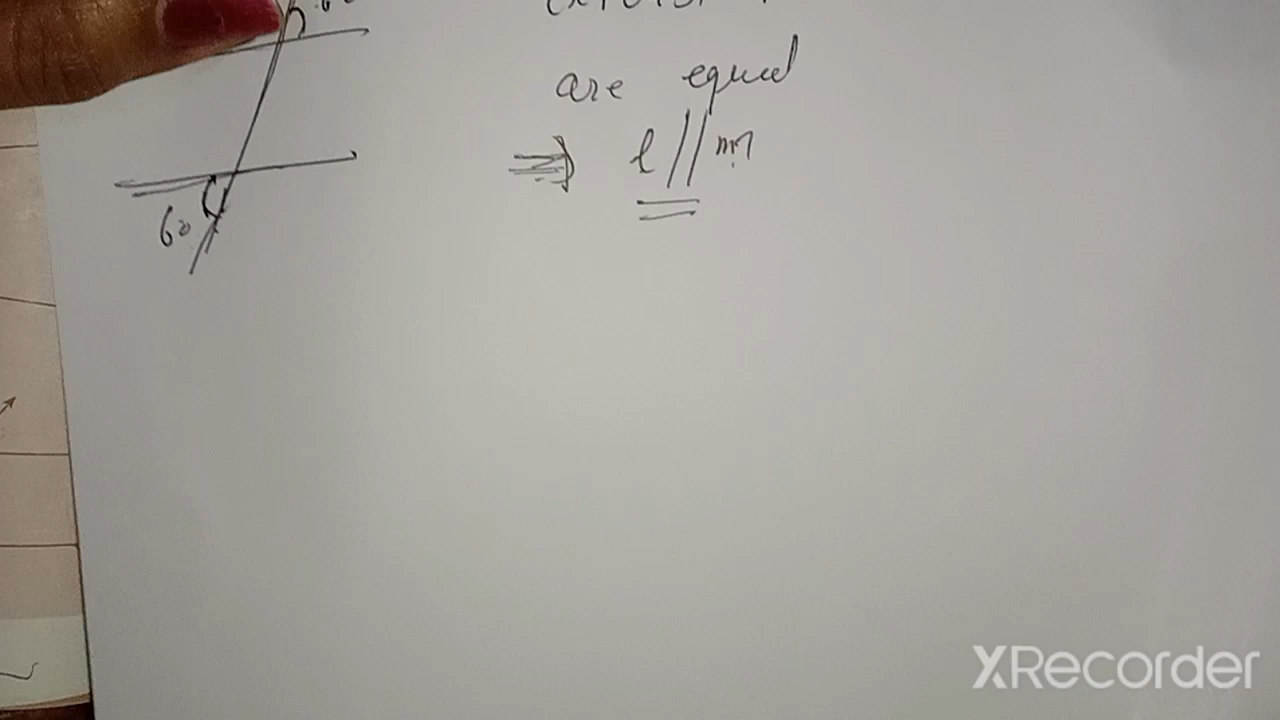 are equal
⇒ l // m
60
XRecorder